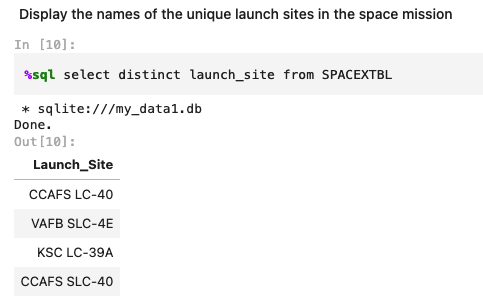 Display the names of the unique launch sites in the space mission
In [10]:
%sql select distinct launch_site from SPACEXTBL
* sqlite:///my_data1.db
Done.
Out[10]:
Launch_Site
CCAFS LC-40
VAFB SLC-4E
KSC LC-39A
CCAFS SLC-40